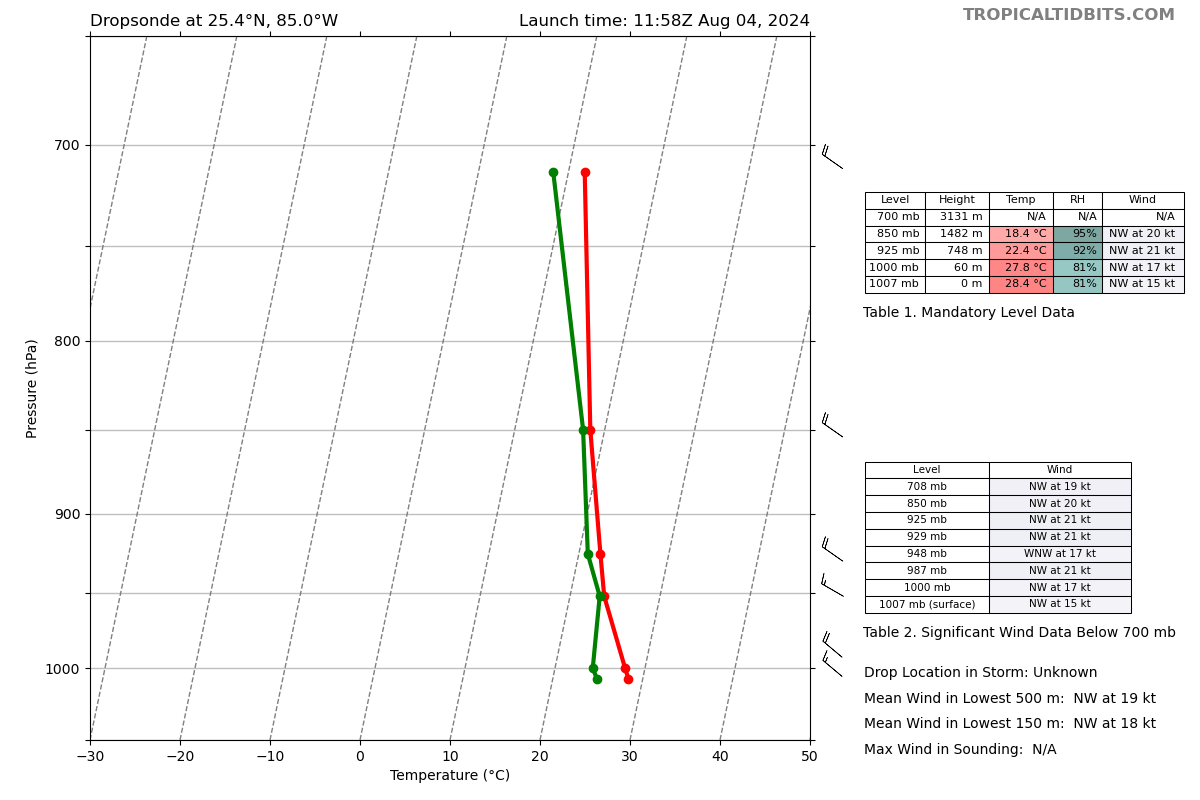 TROPICALTIDBITS.COM
Dropsonde at 25.4°N, 85.0°W
Launch time: 11:58Z Aug 04, 2024
Pressure (hPa)
700
800
900
1000
−30 −20 −10 0 10 20 30 40 50
Temperature (°C)
Level Height Temp RH Wind
700 mb 3131 m N/A N/A N/A
850 mb 1482 m 18.4 °C 95% NW at 20 kt
925 mb 748 m 22.4 °C 92% NW at 21 kt
1000 mb 60 m 27.8 °C 81% NW at 17 kt
1007 mb 0 m 28.4 °C 81% NW at 15 kt
Table 1. Mandatory Level Data
Level Wind
708 mb NW at 19 kt
850 mb NW at 20 kt
925 mb NW at 21 kt
929 mb NW at 21 kt
948 mb WNW at 17 kt
987 mb NW at 21 kt
1000 mb NW at 17 kt
1007 mb (surface) NW at 15 kt
Table 2. Significant Wind Data Below 700 mb
Drop Location in Storm: Unknown
Mean Wind in Lowest 500 m: NW at 19 kt
Mean Wind in Lowest 150 m: NW at 18 kt
Max Wind in Sounding: N/A